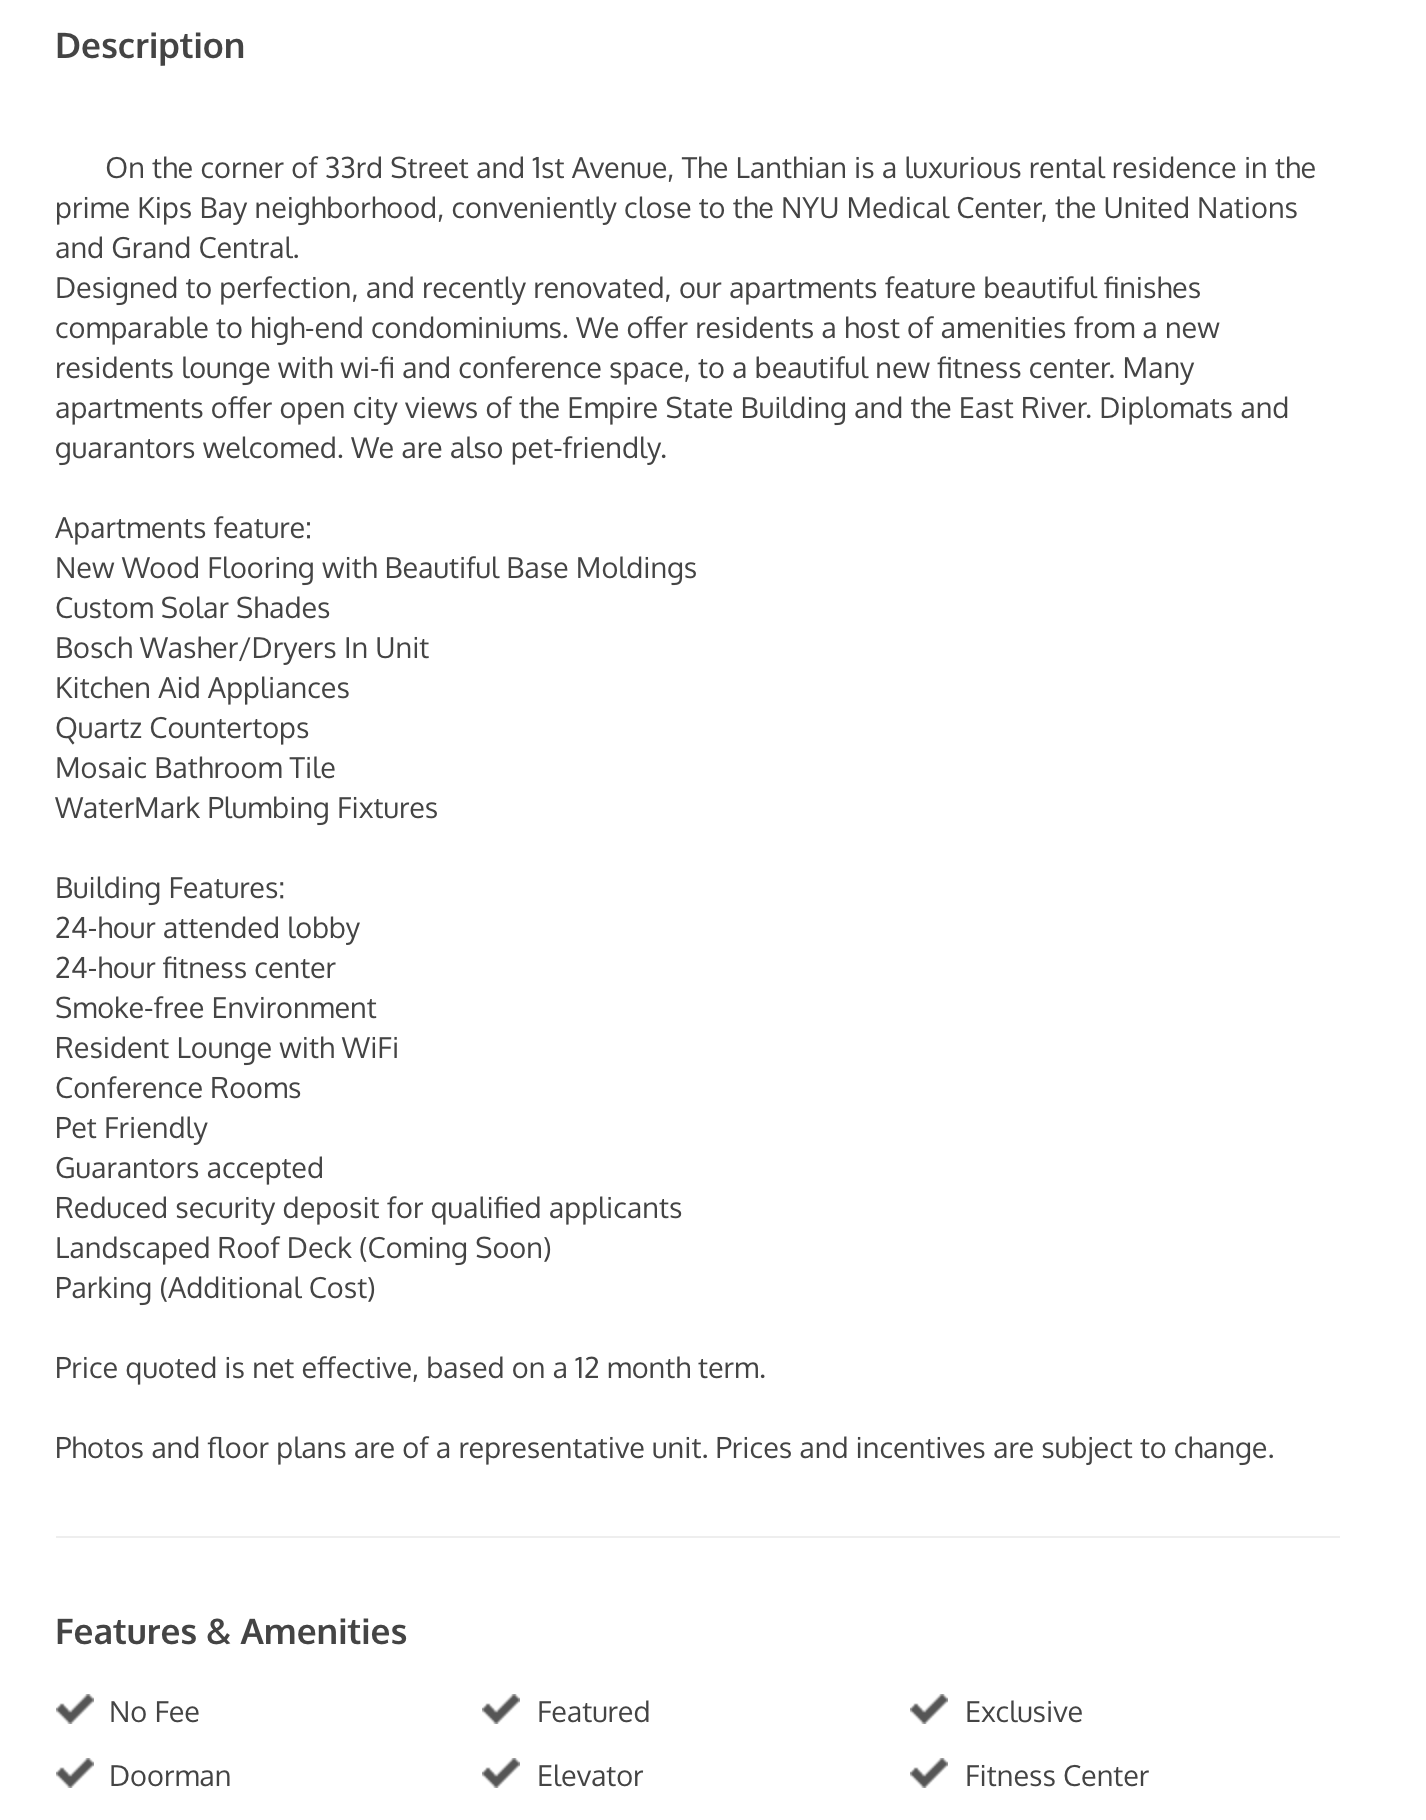 Description
On the corner of 33rd Street and 1st Avenue, The Lanthian is a luxurious rental residence in the
prime Kips Bay neighborhood, conveniently close to the NYU Medical Center, the United Nations
and Grand Central.
Designed to perfection, and recently renovated, our apartments feature beautiful finishes
comparable to high-end condominiums. We offer residents a host of amenities from a new
residents lounge with wi-fi and conference space, to a beautiful new fitness center. Many
apartments offer open city views of the Empire State Building and the East River. Diplomats and
guarantors welcomed. We are also pet-friendly.
Apartments feature:
New Wood Flooring with Beautiful Base Moldings
Custom Solar Shades
Bosch Washer/Dryers In Unit
Kitchen Aid Appliances
Quartz Countertops
Mosaic Bathroom Tile
WaterMark Plumbing Fixtures
Building Features:
24-hour attended lobby
24-hour fitness center
Smoke-free Environment
Resident Lounge with WiFi
Conference Rooms
Pet Friendly
Guarantors accepted
Reduced security deposit for qualified applicants
Landscaped Roof Deck (Coming Soon)
Parking (Additional Cost)
Price quoted is net effective, based on a 12 month term.
Photos and floor plans are of a representative unit. Prices and incentives are subject to change.
Features & Amenities
No Fee Featured Exclusive
Doorman Elevator Fitness Center